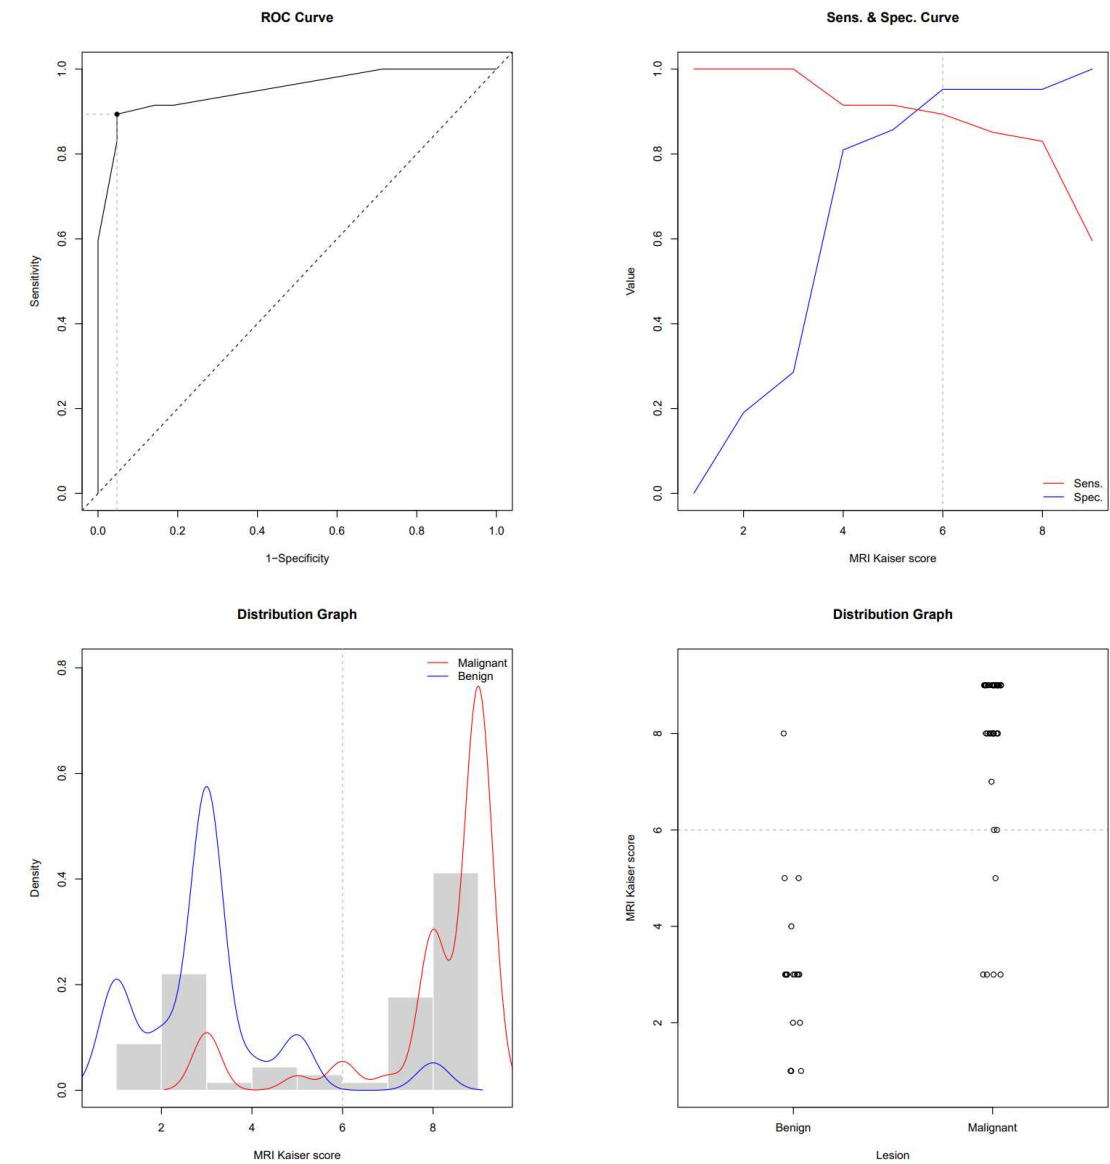 ROC Curve
Sensitivity
1.0
0.8
0.6
0.4
0.2
0.0
0.0 0.2 0.4 0.6 0.8 1.0
1−Specificity
Sens. & Spec. Curve
Value
1.0
0.8
0.6
0.4
0.2
0.0
Sens.
Spec.
2 4 6 8
MRI Kaiser score
Distribution Graph
Density
0.8
0.6
0.4
0.2
0.0
Malignant
Benign
2 4 6 8
MRI Kaiser score
Distribution Graph
MRI Kaiser score
8
6
4
2
Benign Malignant
Lesion